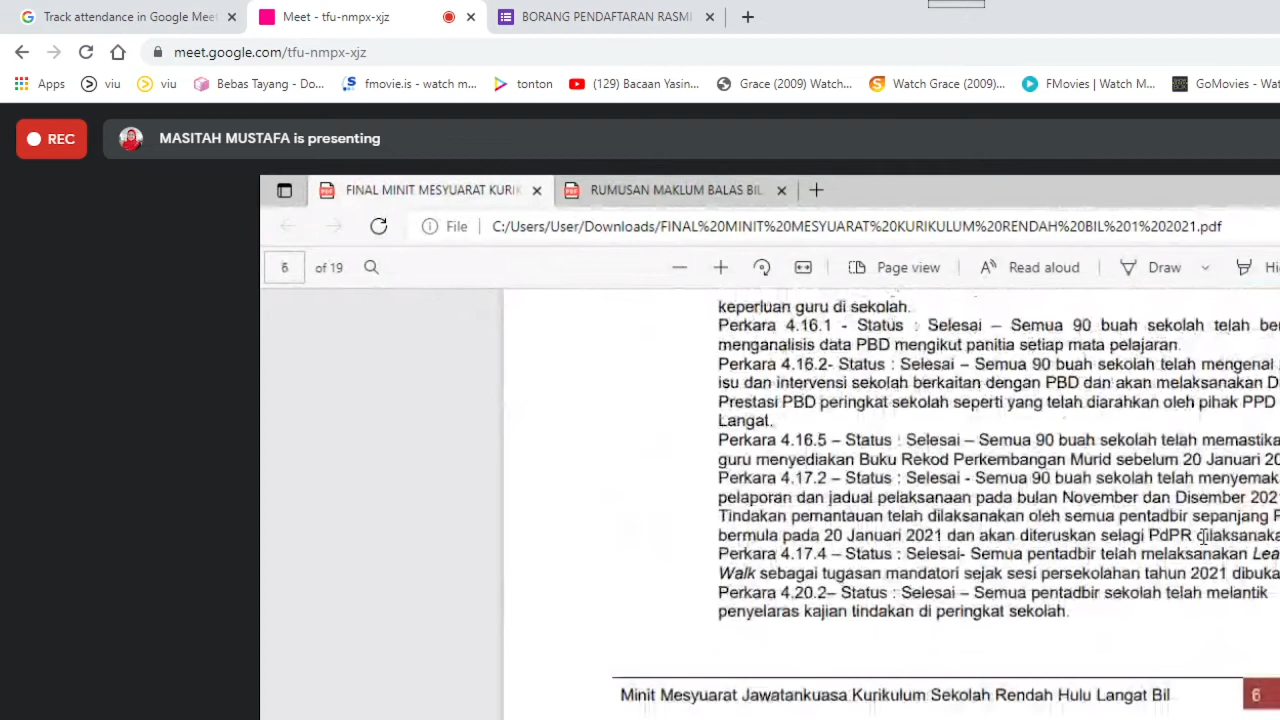 Track attendance in Google Meet
Meet - tfu-nmpx-xjz
BORANG PENDAFTARAN RASMI
meet.google.com/tfu-nmpx-xjz
Apps
viu
viu
Bebas Tayang - Do...
fmovie.is - watch m...
tonton
(129) Bacaan Yasin...
Grace (2009) Watch...
Watch Grace (2009)...
FMovies | Watch M...
GoMovies - Wat
REC
MASITAH MUSTAFA is presenting
FINAL MINIT MESYUARAT KURIK
RUMUSAN MAKLUM BALAS BIL
File
C:/Users/User/Downloads/FINAL%20MINIT%20MESYUARAT%20KURIKULUM%20RENDAH%20BIL%201%202021.pdf
6 of 19
Page view
Read aloud
Draw
keperluan guru di sekolah.
Perkara 4.16.1 - Status : Selesai – Semua 90 buah sekolah telah
menganalisis data PBD mengikut panitia setiap mata pelajaran.
Perkara 4.16.2- Status : Selesai – Semua 90 buah sekolah telah mengenal
isu dan intervensi sekolah berkaitan dengan PBD dan akan melaksanakan
Prestasi PBD peringkat sekolah seperti yang telah diarahkan oleh pihak PPD
Langat.
Perkara 4.16.5 – Status : Selesai – Semua 90 buah sekolah telah memastika
guru menyediakan Buku Rekod Perkembangan Murid sebelum 20 Januari 20
Perkara 4.17.2 – Status : Selesai - Semua 90 buah sekolah telah menyemak
pelaporan dan jadual pelaksanaan pada bulan November dan Disember 202
Tindakan pemantauan telah dilaksanakan oleh semua pentadbir sepanjang P
bermula pada 20 Januari 2021 dan akan diteruskan selagi PdPR dilaksanaka
Perkara 4.17.4 – Status : Selesai- Semua pentadbir telah melaksanakan Lea
Walk sebagai tugasan mandatori sejak sesi persekolahan tahun 2021 dibuka
Perkara 4.20.2– Status : Selesai – Semua pentadbir sekolah telah melantik
penyelaras kajian tindakan di peringkat sekolah.
Minit Mesyuarat Jawatankuasa Kurikulum Sekolah Rendah Hulu Langat Bil
6